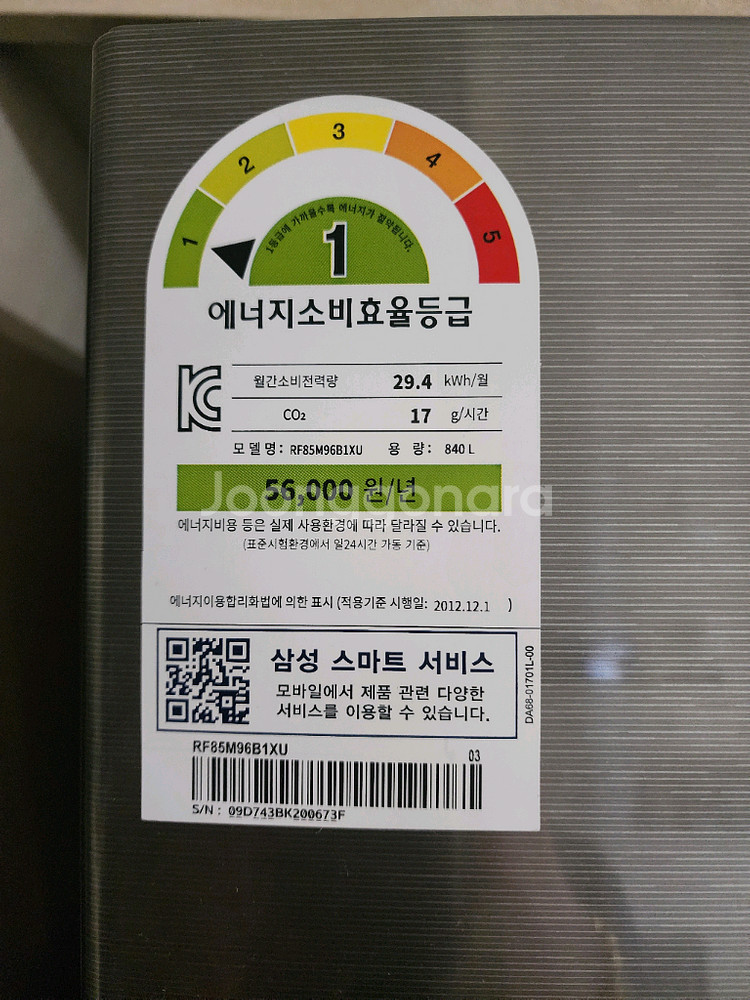 1 2 3 4 5
1등급에 가까울수록 에너지가 절약됩니다.
1
에너지소비효율등급
월간소비전력량 29.4 kWh/월
CO₂ 17 g/시간
모델명: RF85M96B1XU 용 량: 840 L
56,000 원/년
Joonggonara
에너지비용 등은 실제 사용환경에 따라 달라질 수 있습니다.
(표준시험환경에서 일24시간 가동 기준)
에너지이용합리화법에 의한 표시 (적용기준 시행일: 2012.12.1 )
삼성 스마트 서비스
모바일에서 제품 관련 다양한
서비스를 이용할 수 있습니다.
DA68-01701L-00
RF85M96B1XU 03
S/N : 09D743BK200673F